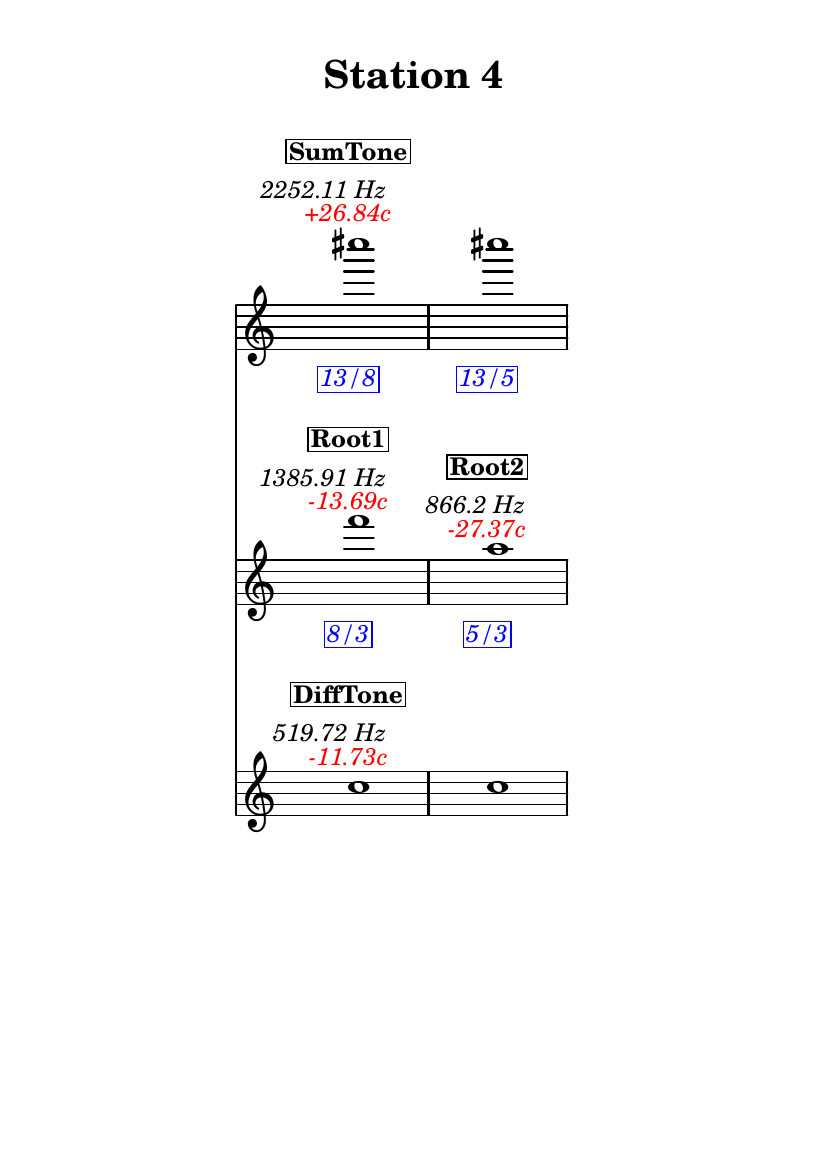 Station 4
SumTone
2252.11 Hz
+26.84c
13/8 13/5
Root1
1385.91 Hz
-13.69c
Root2
866.2 Hz
-27.37c
8/3 5/3
DiffTone
519.72 Hz
-11.73c